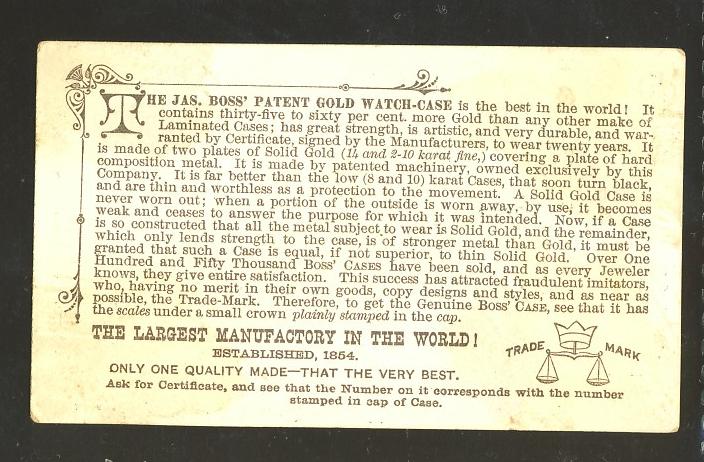 THE JAS. BOSS' PATENT GOLD WATCH-CASE is the best in the world! It
contains thirty-five to sixty per cent. more Gold than any other make of
Laminated Cases; has great strength, is artistic, and very durable, and war-
ranted by Certificate, signed by the Manufacturers, to wear twenty years. It
is made of two plates of Solid Gold (14 and 2-10 karat fine,) covering a plate of hard
composition metal. It is made by patented machinery, owned exclusively by this
Company. It is far better than the low (8 and 10) karat Cases, that soon turn black,
and are thin and worthless as a protection to the movement. A Solid Gold Case is
never worn out; when a portion of the outside is worn away, by use, it becomes
weak and ceases to answer the purpose for which it was intended. Now, if a Case
is so constructed that all the metal subject to wear is Solid Gold, and the remainder,
which only lends strength to the case, is of stronger metal than Gold, it must be
granted that such a Case is equal, if not superior, to thin Solid Gold. Over One
Hundred and Fifty Thousand Boss' CASES have been sold, and as every Jeweler
knows, they give entire satisfaction. This success has attracted fraudulent imitators,
who, having no merit in their own goods, copy designs and styles, and as near as
possible, the Trade-Mark. Therefore, to get the Genuine Boss' CASE, see that it has
the scales under a small crown plainly stamped in the cap.
THE LARGEST MANUFACTORY IN THE WORLD!
ESTABLISHED, 1854.
ONLY ONE QUALITY MADE—THAT THE VERY BEST.
TRADE MARK
Ask for Certificate, and see that the Number on it corresponds with the number
stamped in cap of Case.